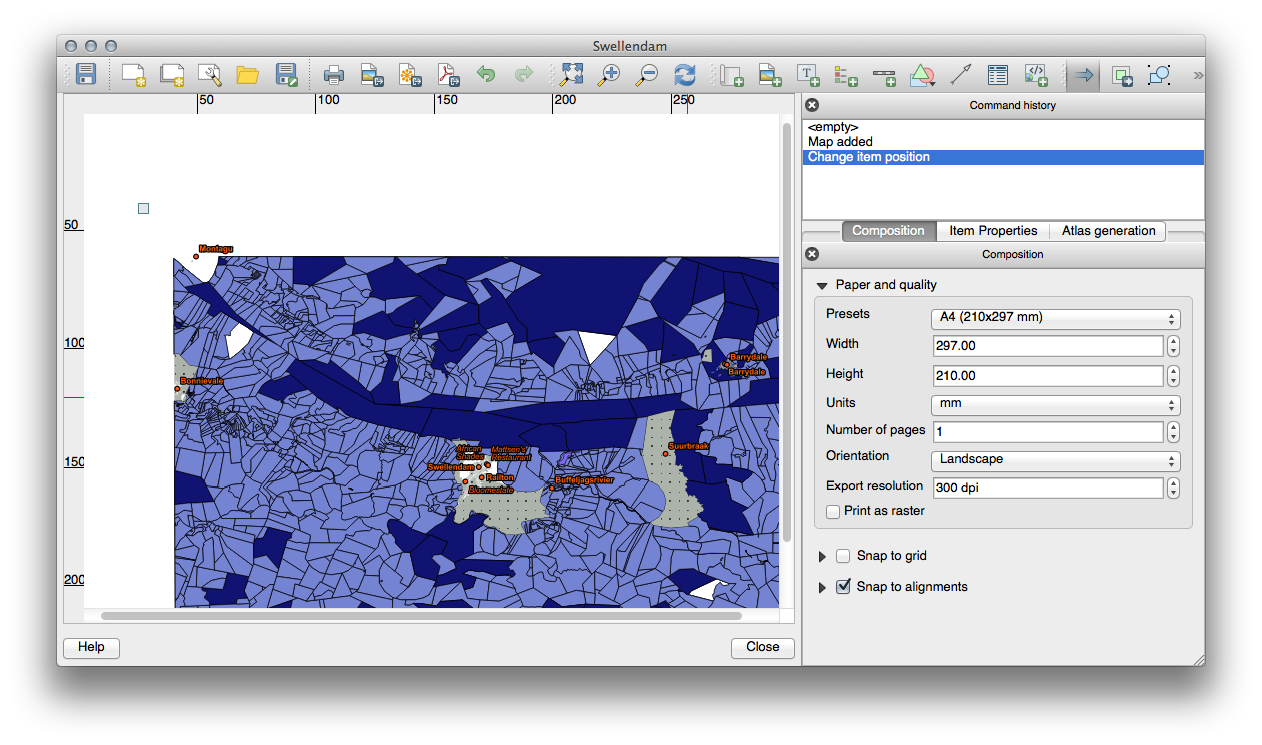 Swellendam
50
100
150
200
250
50
100
150
200
Montagu
Bonnievale
Barrydale
Barrydale
Suurbraak
African
Shades
Mattsen's
Restaurant
Swellendam
Railton
Bloomestate
Buffeljagsrivier
Help
Close
Command history
<empty>
Map added
Change item position
Composition
Item Properties
Atlas generation
Composition
Paper and quality
Presets
A4 (210x297 mm)
Width
297.00
Height
210.00
Units
mm
Number of pages
1
Orientation
Landscape
Export resolution
300 dpi
Print as raster
Snap to grid
Snap to alignments